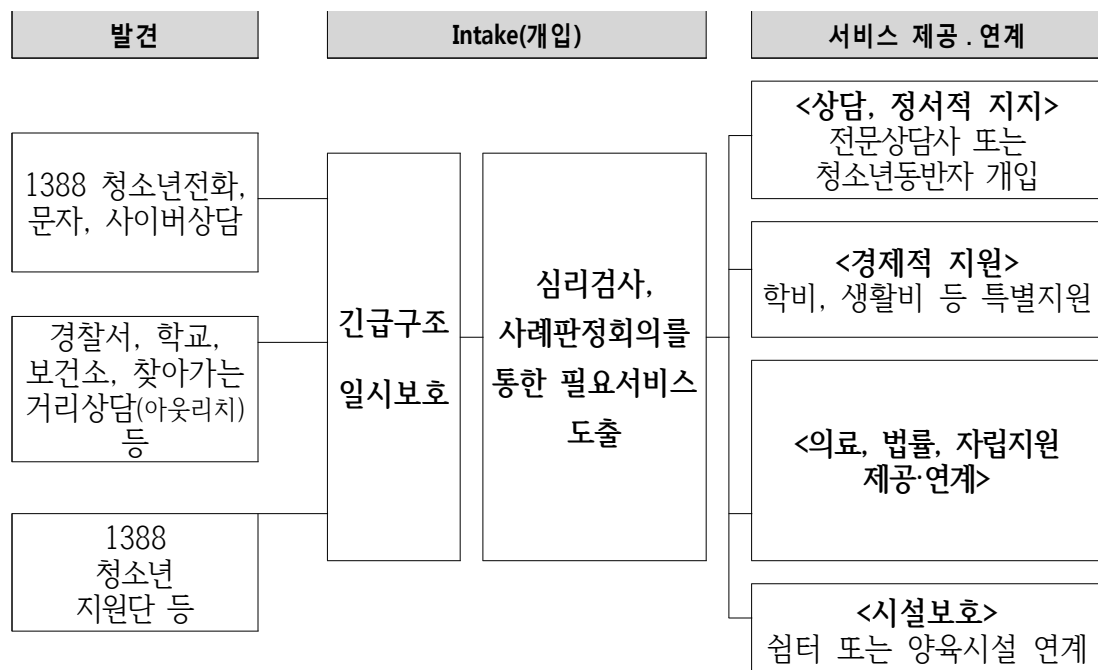 발견
Intake(개입)
서비스 제공 . 연계
1388 청소년전화,
문자, 사이버상담
경찰서, 학교,
보건소, 찾아가는
거리상담(아웃리치)
등
1388
청소년
지원단 등
긴급구조
일시보호
심리검사,
사례판정회의를
통한 필요서비스
도출
<상담, 정서적 지지>
전문상담사 또는
청소년동반자 개입
<경제적 지원>
학비, 생활비 등 특별지원
<의료, 법률, 자립지원
제공·연계>
<시설보호>
쉼터 또는 양육시설 연계